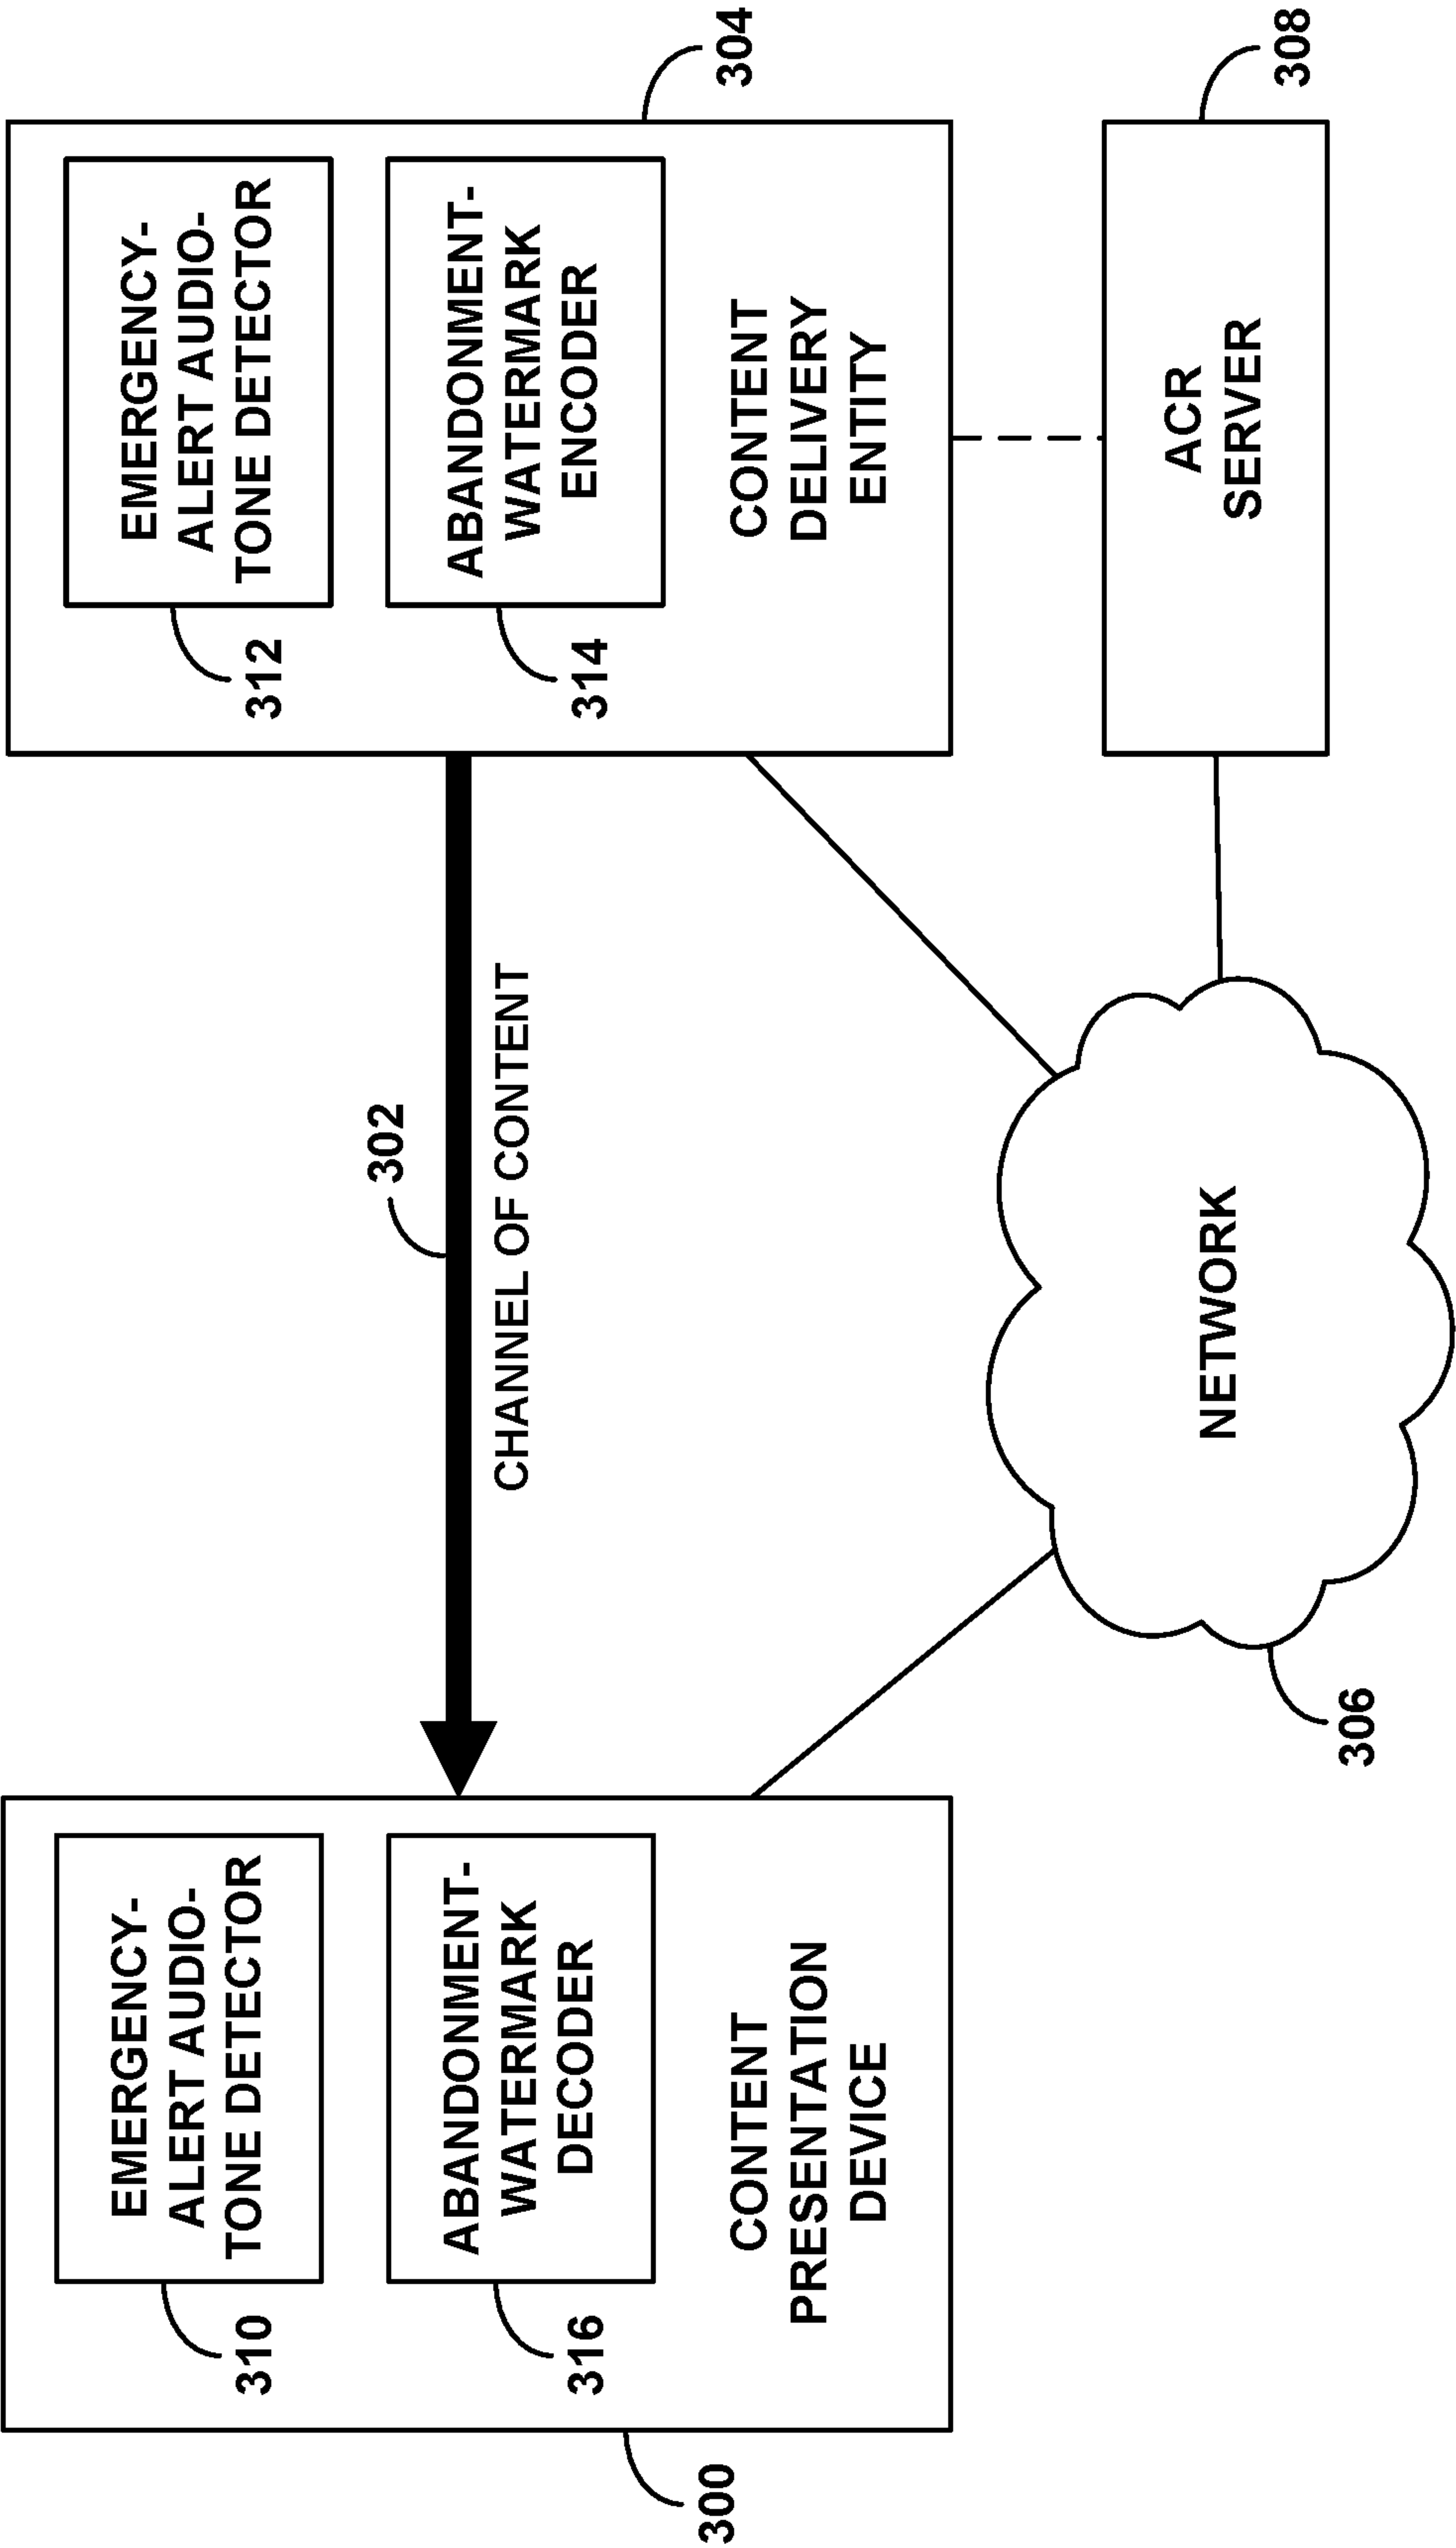 300
310
EMERGENCY-
ALERT AUDIO-
TONE DETECTOR
316
ABANDONMENT-
WATERMARK
DECODER
CONTENT
PRESENTATION
DEVICE
302
CHANNEL OF CONTENT
304
312
EMERGENCY-
ALERT AUDIO-
TONE DETECTOR
314
ABANDONMENT-
WATERMARK
ENCODER
CONTENT
DELIVERY
ENTITY
306
NETWORK
308
ACR
SERVER